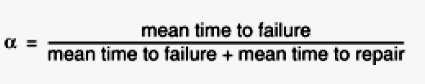 α = mean time to failure
mean time to failure + mean time to repair